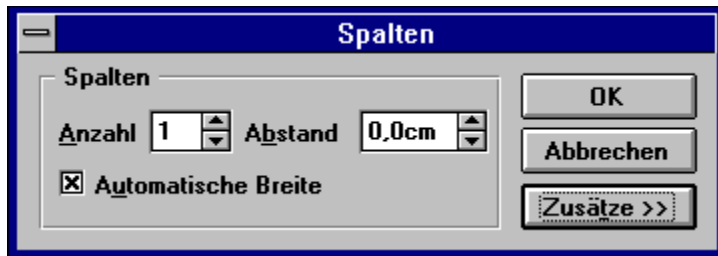 Spalten
Spalten
Anzahl 1 Abstand 0,0cm
Automatische Breite
OK
Abbrechen
Zusätze >>